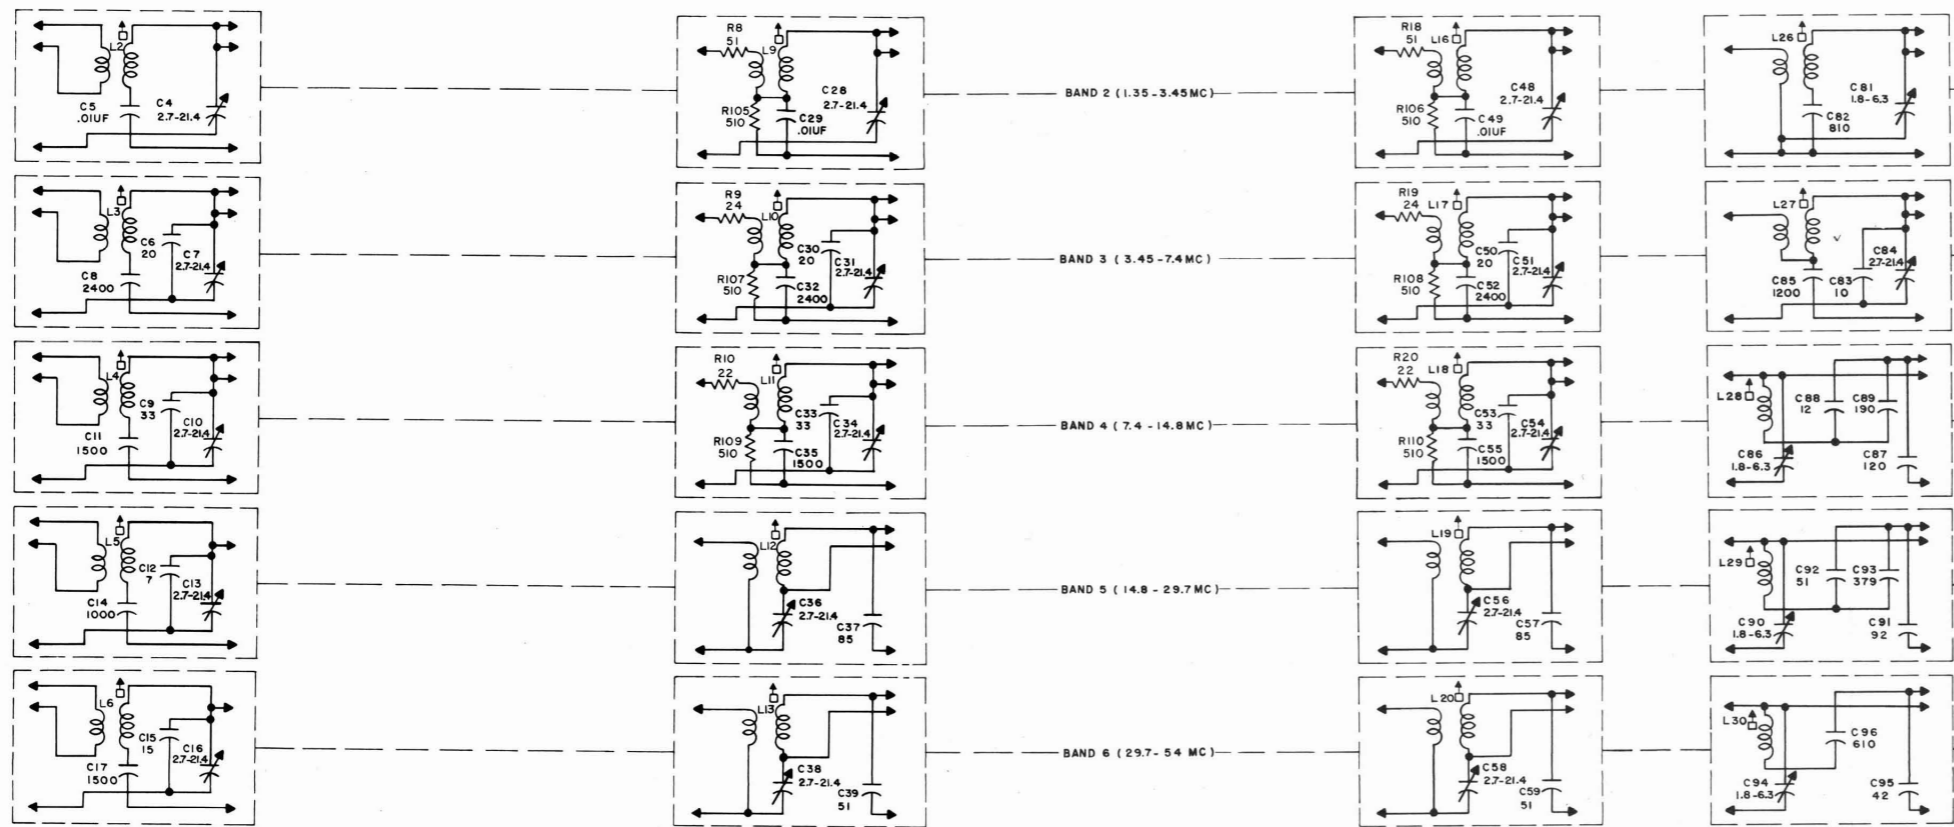 L2
C5
.01UF
C4
2.7-21.4
R8
51
L9
R105
510
C29
.01UF
C28
2.7-21.4
BAND 2 (1.35-3.45MC)
R18
51
L16
R106
510
C49
.01UF
C48
2.7-21.4
L26
C82
810
C81
1.8-6.3
L3
C6
20
C7
2.7-21.4
C8
2400
R9
24
L10
C30
20
C31
2.7-21.4
R107
510
C32
2400
BAND 3 (3.45-7.4MC)
R19
24
L17
C50
20
C51
2.7-21.4
R108
510
C52
2400
L27
C84
2.7-21.4
C85
1200
C83
10
L4
C9
33
C10
2.7-21.4
C11
1500
R10
22
L11
C33
33
C34
2.7-21.4
R109
510
C35
1500
BAND 4 (7.4-14.8MC)
R20
22
L18
C53
33
C54
2.7-21.4
R110
510
C55
1500
L28
C88
12
C89
190
C86
1.8-6.3
C87
120
L5
C12
7
C13
2.7-21.4
C14
1000
L12
C36
2.7-21.4
C37
85
BAND 5 (14.8-29.7MC)
L19
C56
2.7-21.4
C57
85
L29
C92
51
C93
379
C90
1.8-6.3
C91
92
L6
C15
15
C16
2.7-21.4
C17
1500
L13
C38
2.7-21.4
C39
51
BAND 6 (29.7-54 MC)
L20
C58
2.7-21.4
C59
51
L30
C96
610
C94
1.8-6.3
C95
42